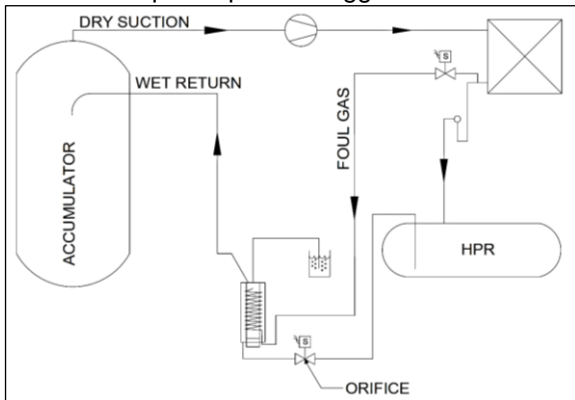 DRY SUCTION
S
WET RETURN
FOUL GAS
ACCUMULATOR
HPR
S
ORIFICE